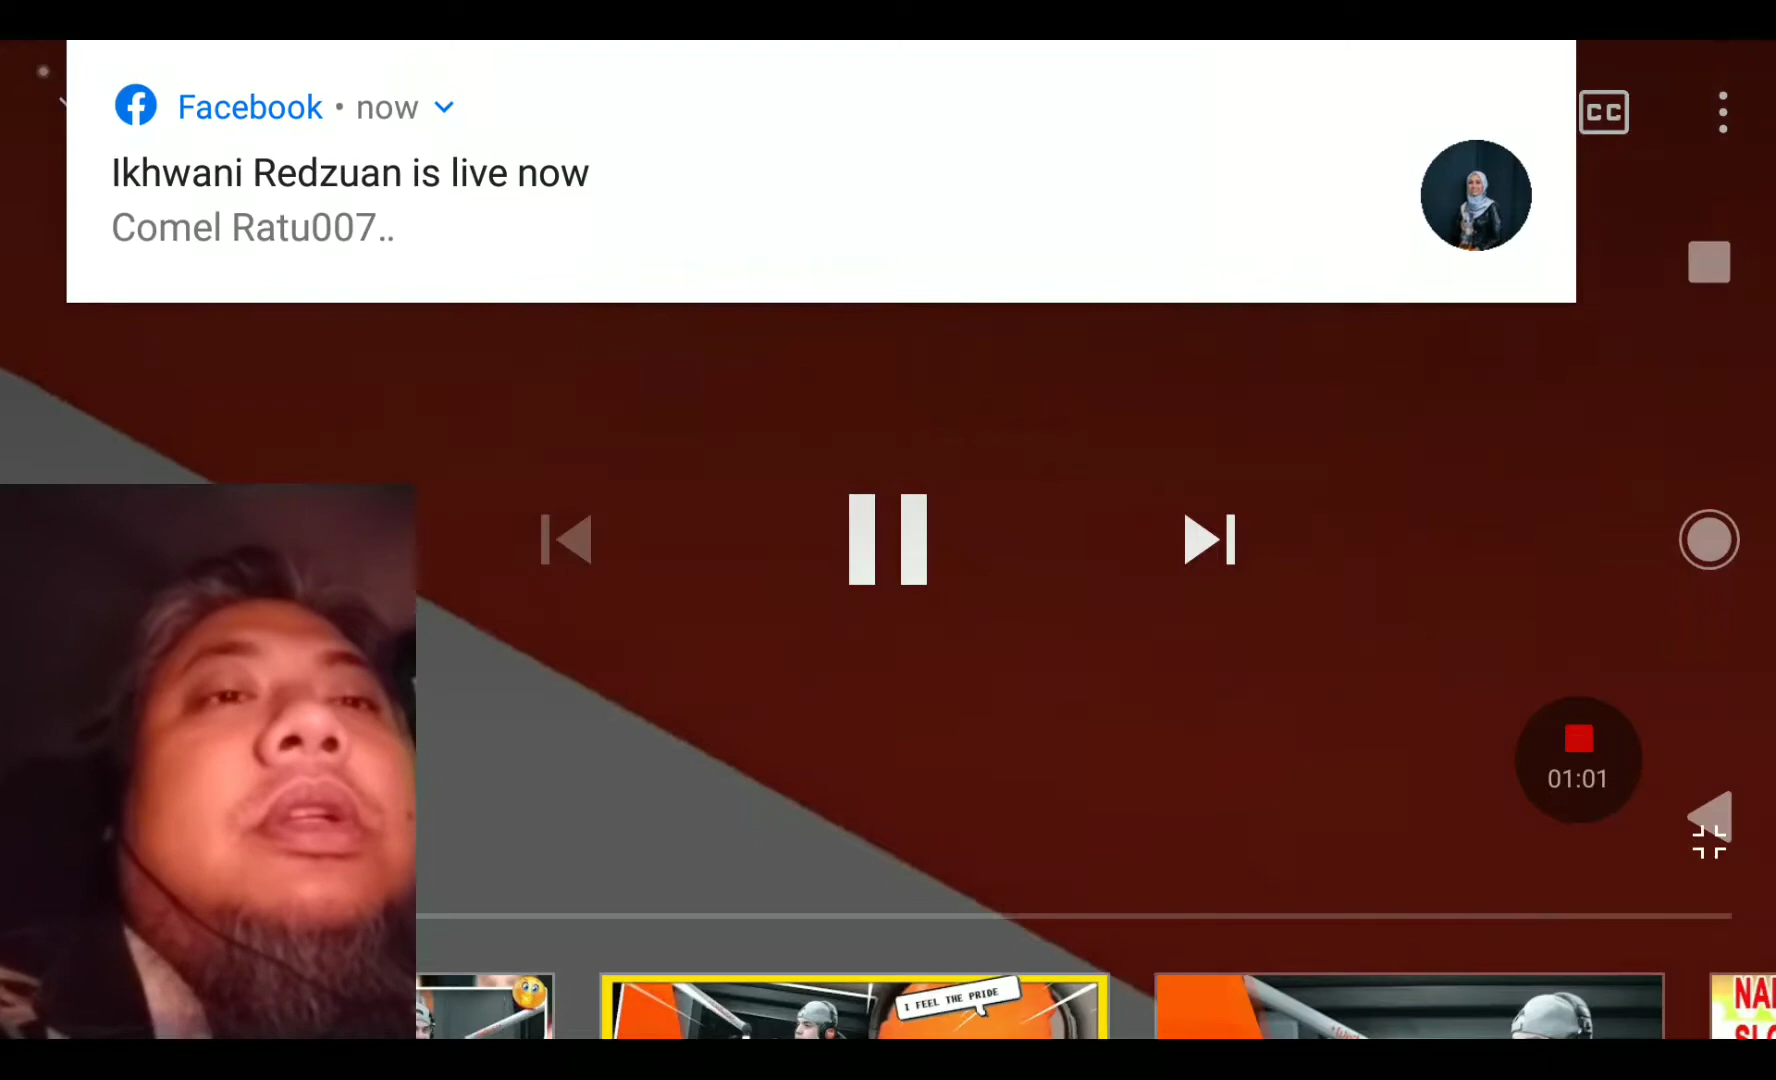 Facebook • now
Ikhwani Redzuan is live now
Comel Ratu007..
CC
01:01
I FEEL THE PRIDE